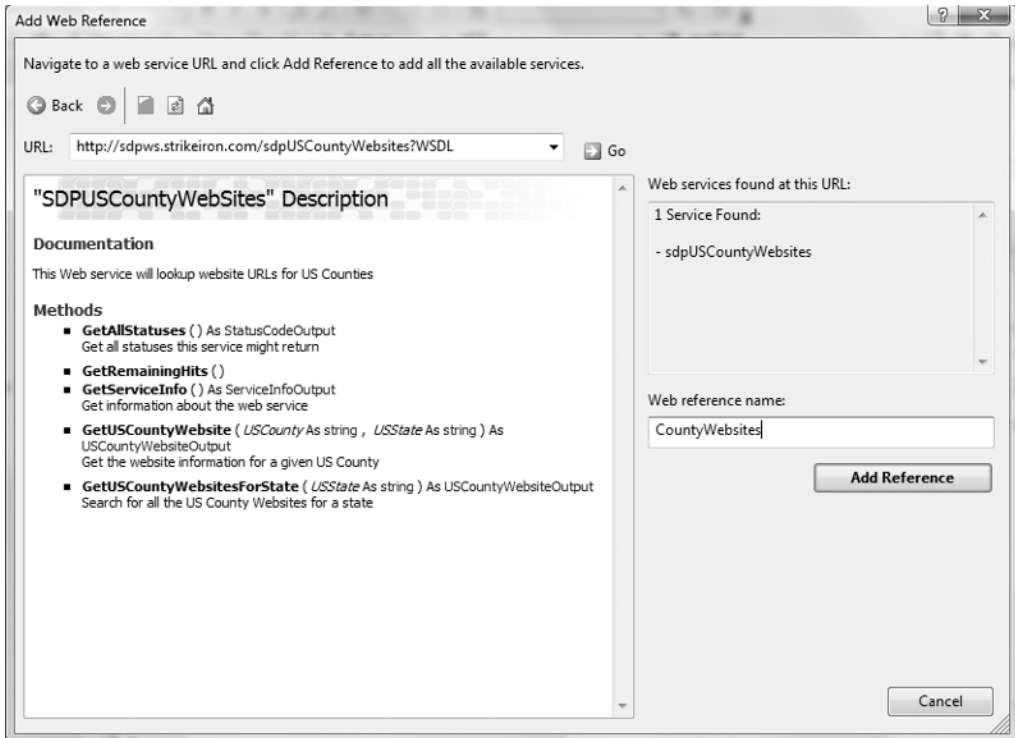 Add Web Reference
Navigate to a web service URL and click Add Reference to add all the available services.
Back
URL: http://sdpws.strikeiron.com/sdpUSCountyWebsites?WSDL Go
"SDPUSCountyWebSites" Description
Documentation
This Web service will lookup website URLs for US Counties
Methods
GetAllStatuses ( ) As StatusCodeOutput
Get all statuses this service might return
GetRemainingHits ( )
GetServiceInfo ( ) As ServiceInfoOutput
Get information about the web service
GetUSCountyWebsite ( USCounty As string , USState As string ) As
USCountyWebsiteOutput
Get the website information for a given US County
GetUSCountyWebsitesForState ( USState As string ) As USCountyWebsiteOutput
Search for all the US County Websites for a state
Web services found at this URL:
1 Service Found:
- sdpUSCountyWebsites
Web reference name:
CountyWebsites
Add Reference
Cancel